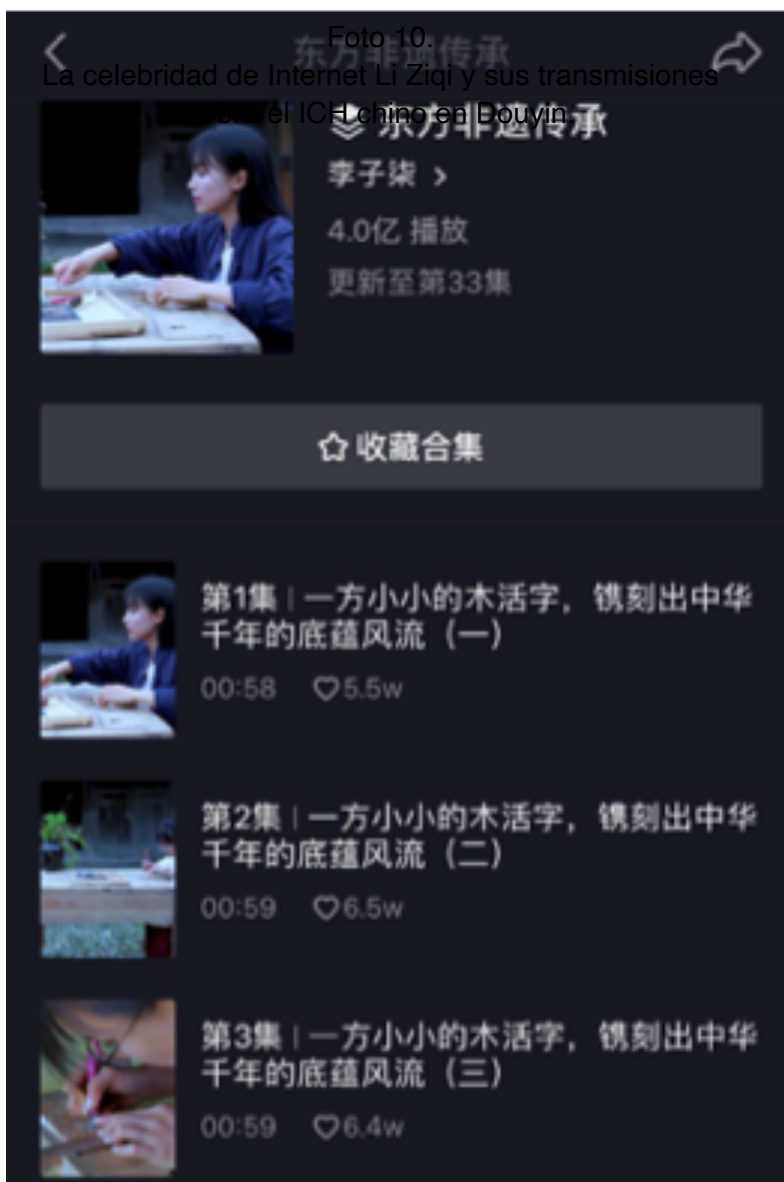 Foto 10.
东方非遗传承
La celebridad de Internet Li Ziqi y sus transmisiones
el ICH chino en Douyin
东方非遗传承
李子柒 >
4.0亿 播放
更新至第33集
收藏合集
第1集 | 一方小小的木活字，镌刻出中华
千年的底蕴风流（一）
00:58 5.5w
第2集 | 一方小小的木活字，镌刻出中华
千年的底蕴风流（二）
00:59 6.5w
第3集 | 一方小小的木活字，镌刻出中华
千年的底蕴风流（三）
00:59 6.4w